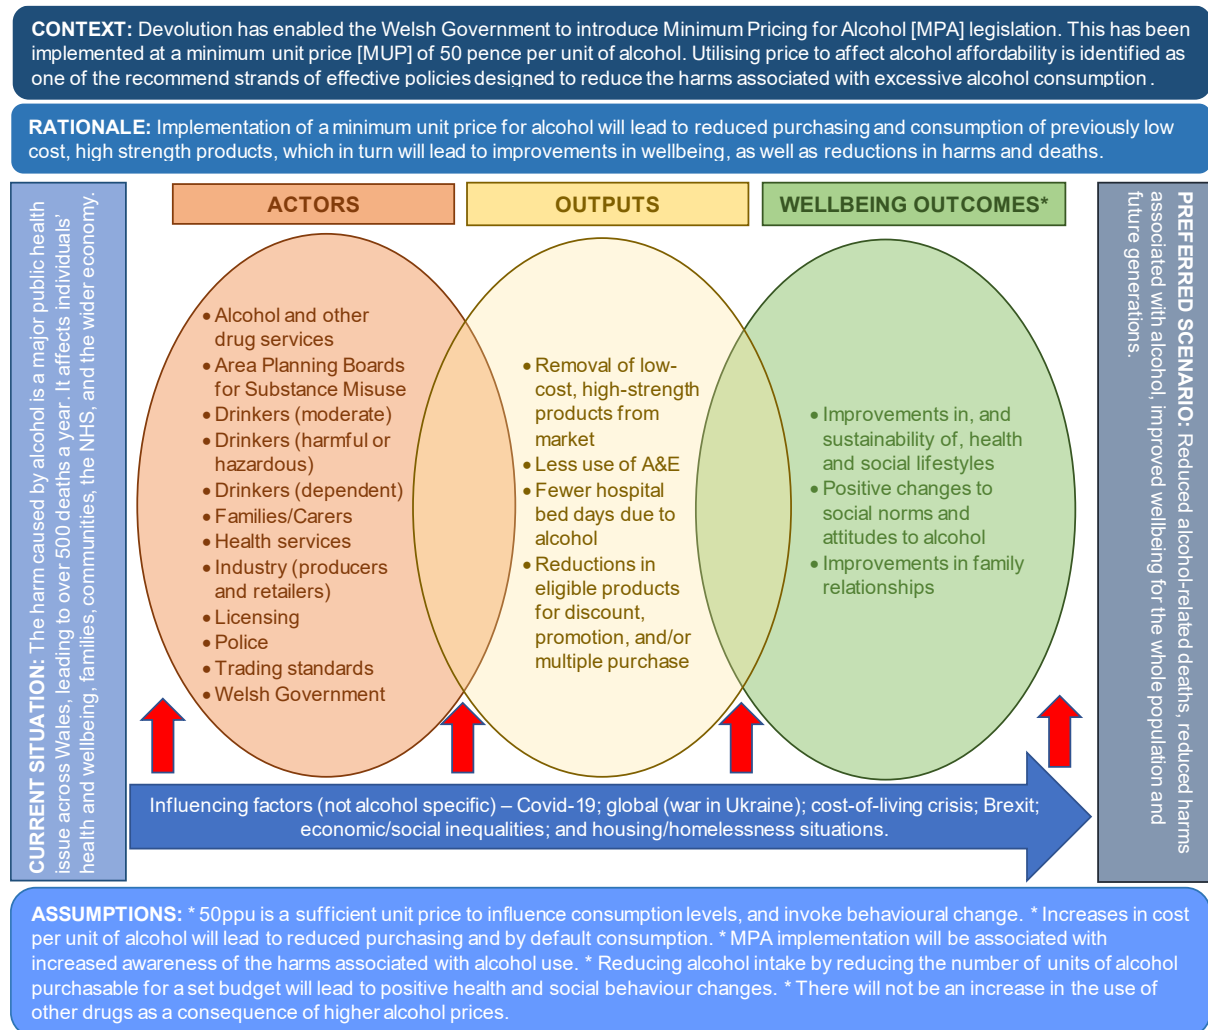 CONTEXT: Devolution has enabled the Welsh Government to introduce Minimum Pricing for Alcohol [MPA] legislation. This has been
implemented at a minimum unit price [MUP] of 50 pence per unit of alcohol. Utilising price to affect alcohol affordability is identified as
one of the recommend strands of effective policies designed to reduce the harms associated with excessive alcohol consumption.
RATIONALE: Implementation of a minimum unit price for alcohol will lead to reduced purchasing and consumption of previously low
cost, high strength products, which in turn will lead to improvements in wellbeing, as well as reductions in harms and deaths.
CURRENT SITUATION: The harm caused by alcohol is a major public health
issue across Wales, leading to over 500 deaths a year. It affects individuals'
health and wellbeing, families, communities, the NHS, and the wider economy.
ACTORS
• Alcohol and other
drug services
• Area Planning Boards
for Substance Misuse
• Drinkers (moderate)
• Drinkers (harmful or
hazardous)
• Drinkers (dependent)
• Families/Carers
• Health services
• Industry (producers
and retailers)
• Licensing
• Police
• Trading standards
• Welsh Government
OUTPUTS
• Removal of low-
cost, high-strength
products from
market
• Less use of A&E
• Fewer hospital
bed days due to
alcohol
• Reductions in
eligible products
for discount,
promotion, and/or
multiple purchase
WELLBEING OUTCOMES*
• Improvements in, and
sustainability of, health
and social lifestyles
• Positive changes to
social norms and
attitudes to alcohol
• Improvements in family
relationships
PREFERRED SCENARIO: Reduced alcohol-related deaths, reduced harms
associated with alcohol, improved wellbeing for the whole population and
future generations.
Influencing factors (not alcohol specific) – Covid-19; global (war in Ukraine); cost-of-living crisis; Brexit;
economic/social inequalities; and housing/homelessness situations.
ASSUMPTIONS: * 50ppu is a sufficient unit price to influence consumption levels, and invoke behavioural change. * Increases in cost
per unit of alcohol will lead to reduced purchasing and by default consumption. * MPA implementation will be associated with
increased awareness of the harms associated with alcohol use. * Reducing alcohol intake by reducing the number of units of alcohol
purchasable for a set budget will lead to positive health and social behaviour changes. * There will not be an increase in the use of
other drugs as a consequence of higher alcohol prices.